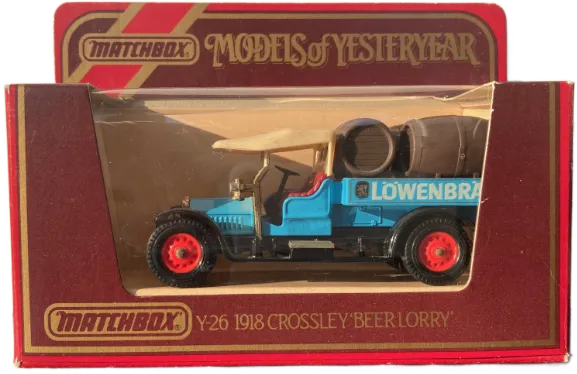 MATCHBOX
MODELS of YESTERYEAR
LÖWENBRÄ
MATCHBOX
Y-26 1918 CROSSLEY 'BEER LORRY'